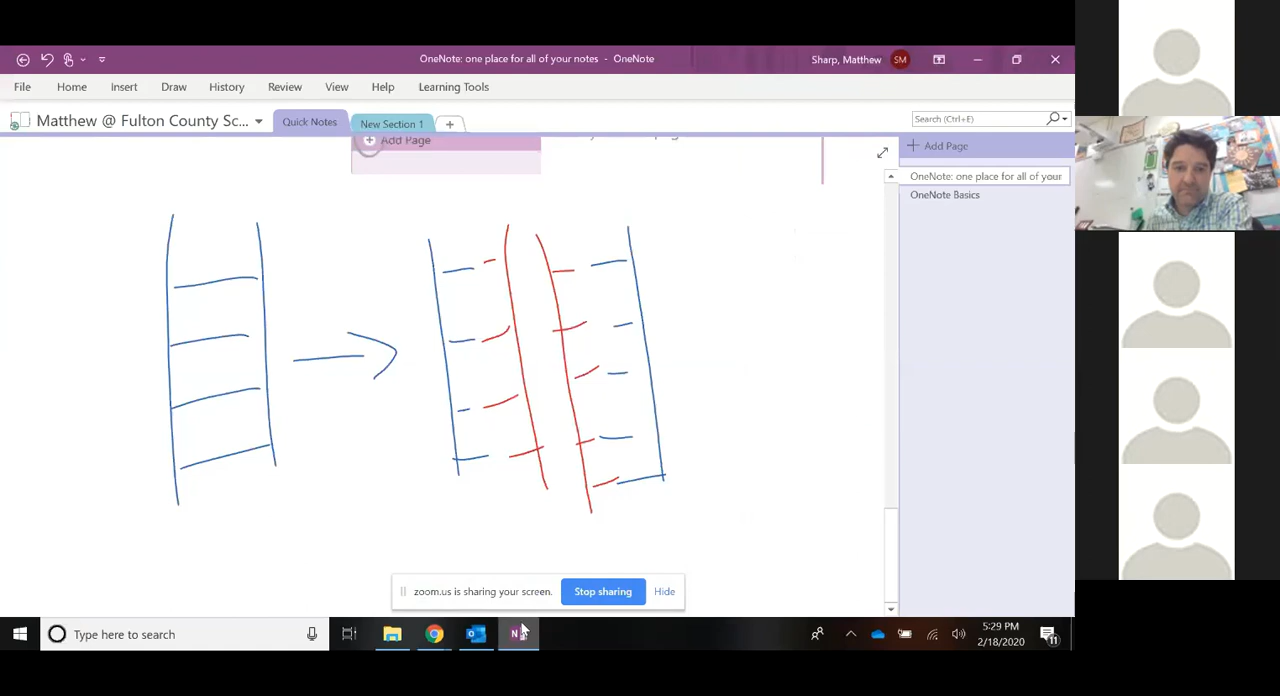 OneNote: one place for all of your notes - OneNote
Sharp, Matthew
SM
File
Home
Insert
Draw
History
Review
View
Help
Learning Tools
Matthew @ Fulton County Sc...
Quick Notes
New Section 1
+
Search (Ctrl+E)
+ Add Page
+ Add Page
OneNote: one place for all of your
OneNote Basics
zoom.us is sharing your screen.
Stop sharing
Hide
Type here to search
N
5:29 PM
2/18/2020
11